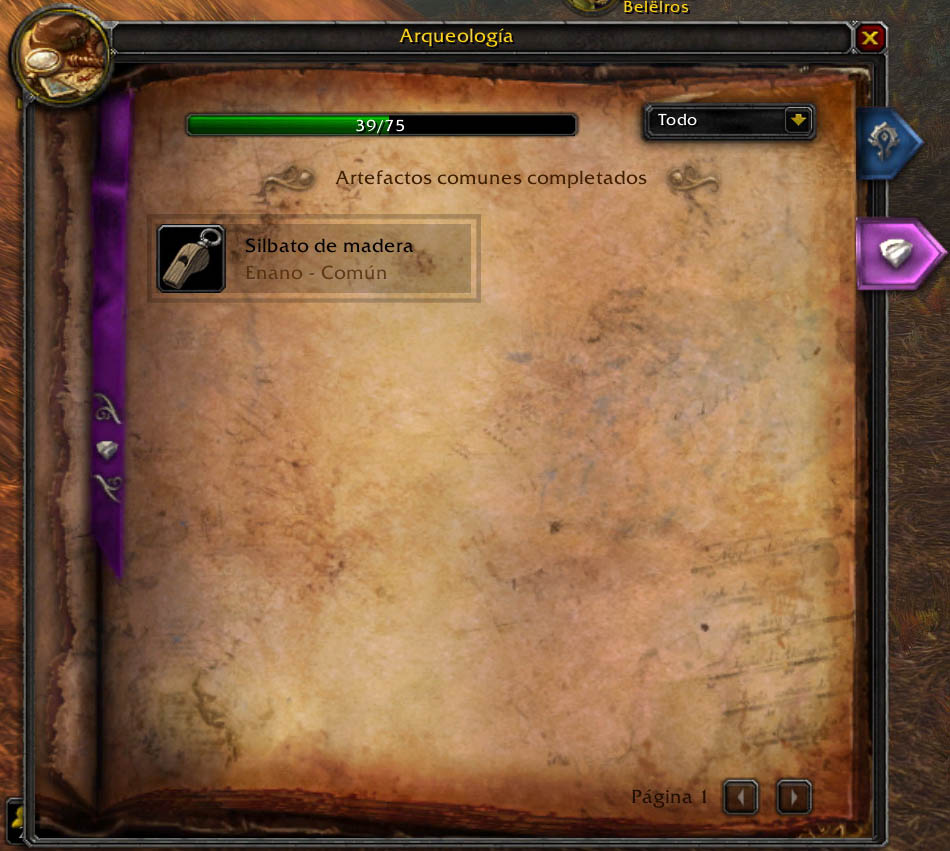 Belëlros
Arqueología
39/75
Todo
Artefactos comunes completados
Silbato de madera
Enano - Común
Página 1